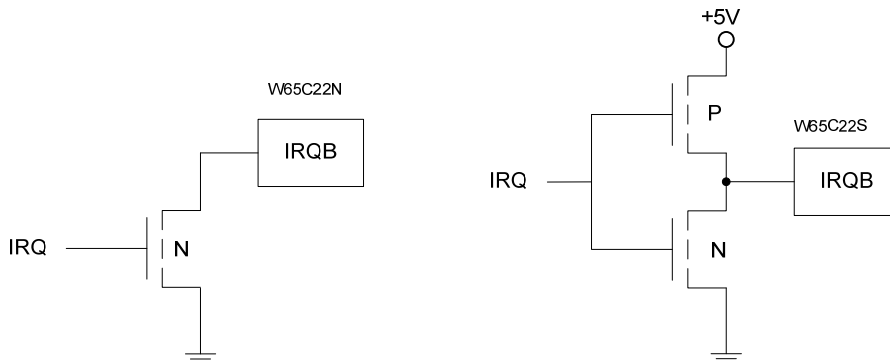 W65C22N
IRQB
IRQ
N
+5V
P
W65C22S
IRQ
IRQB
N